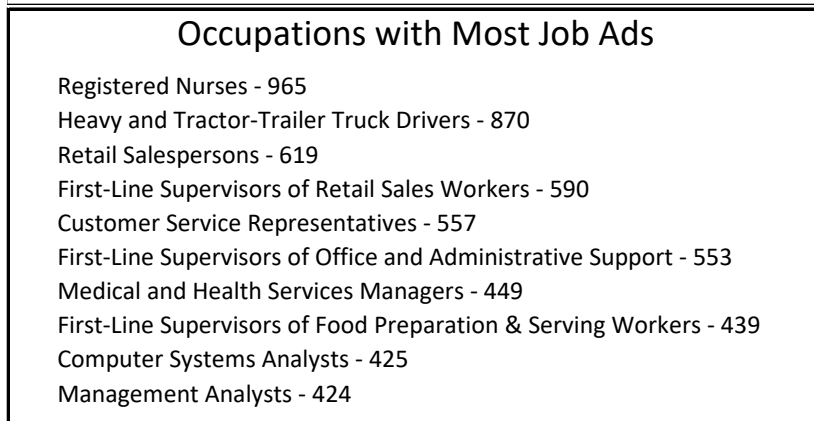 Occupations with Most Job Ads
Registered Nurses - 965
Heavy and Tractor-Trailer Truck Drivers - 870
Retail Salespersons - 619
First-Line Supervisors of Retail Sales Workers - 590
Customer Service Representatives - 557
First-Line Supervisors of Office and Administrative Support - 553
Medical and Health Services Managers - 449
First-Line Supervisors of Food Preparation & Serving Workers - 439
Computer Systems Analysts - 425
Management Analysts - 424